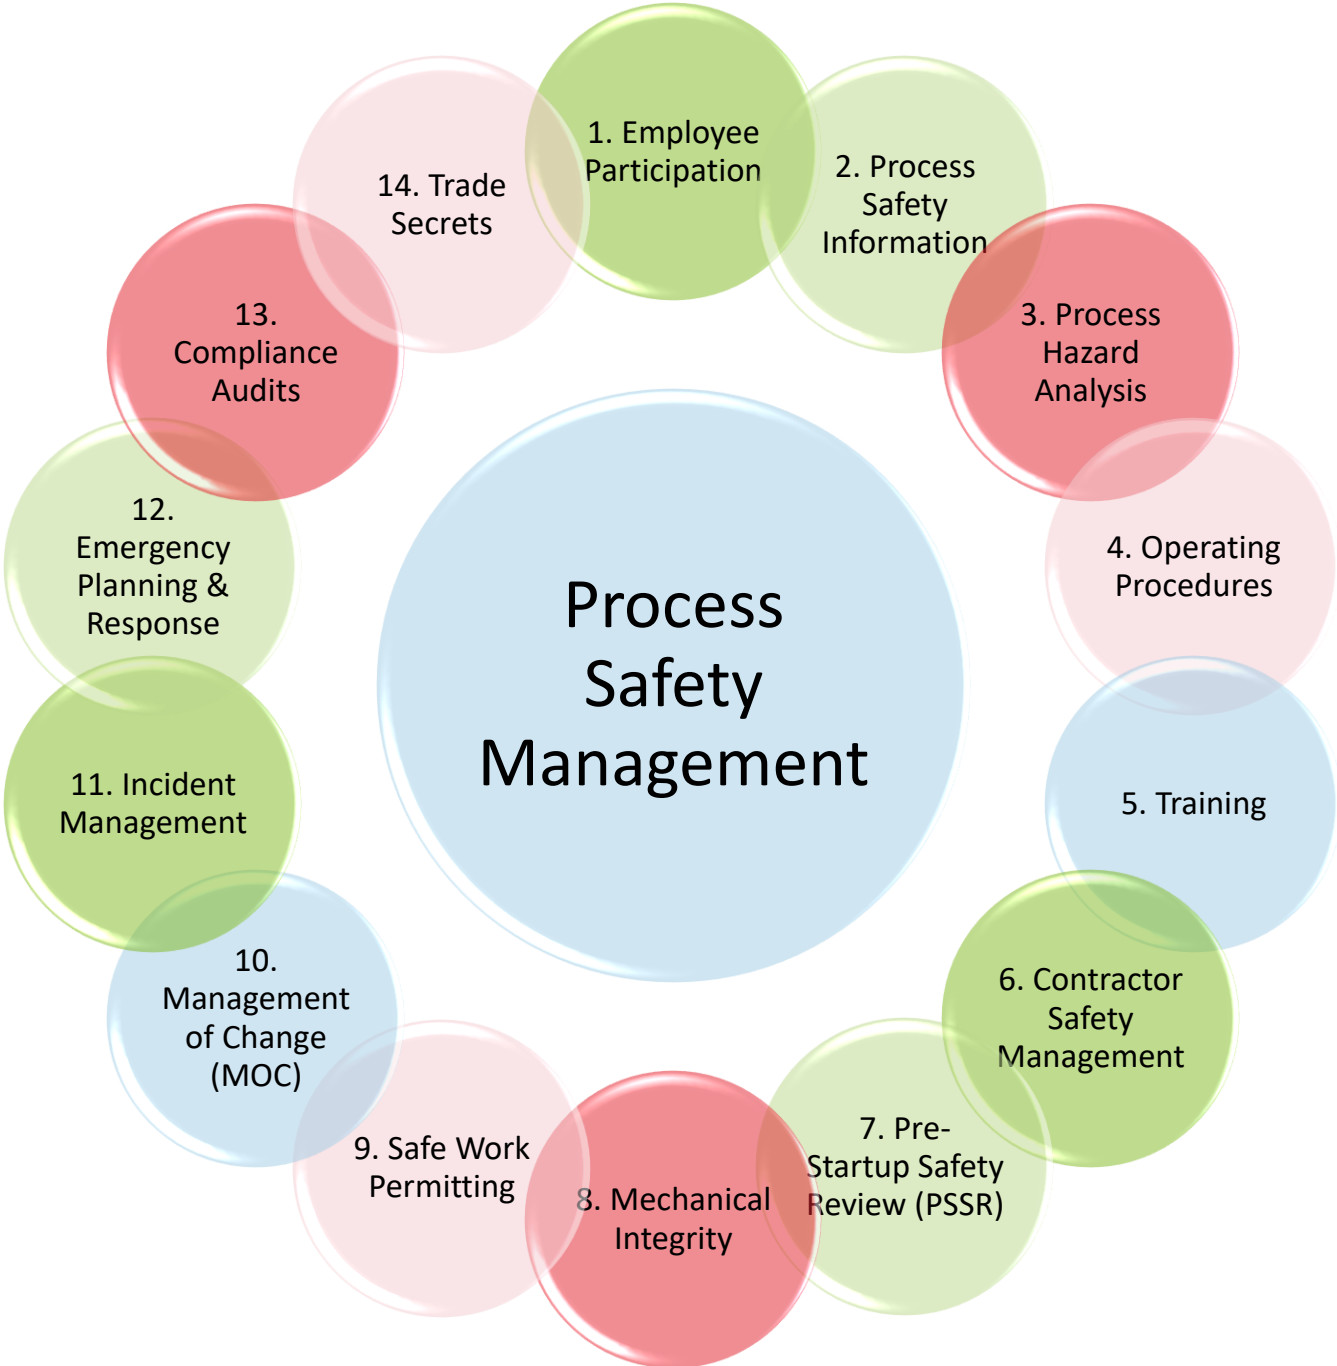 1. Employee
Participation
2. Process
Safety
Information
3. Process
Hazard
Analysis
4. Operating
Procedures
5. Training
6. Contractor
Safety
Management
7. Pre-
Startup Safety
Review (PSSR)
8. Mechanical
Integrity
9. Safe Work
Permitting
10.
Management
of Change
(MOC)
11. Incident
Management
12.
Emergency
Planning &
Response
13.
Compliance
Audits
14. Trade
Secrets
Process
Safety
Management